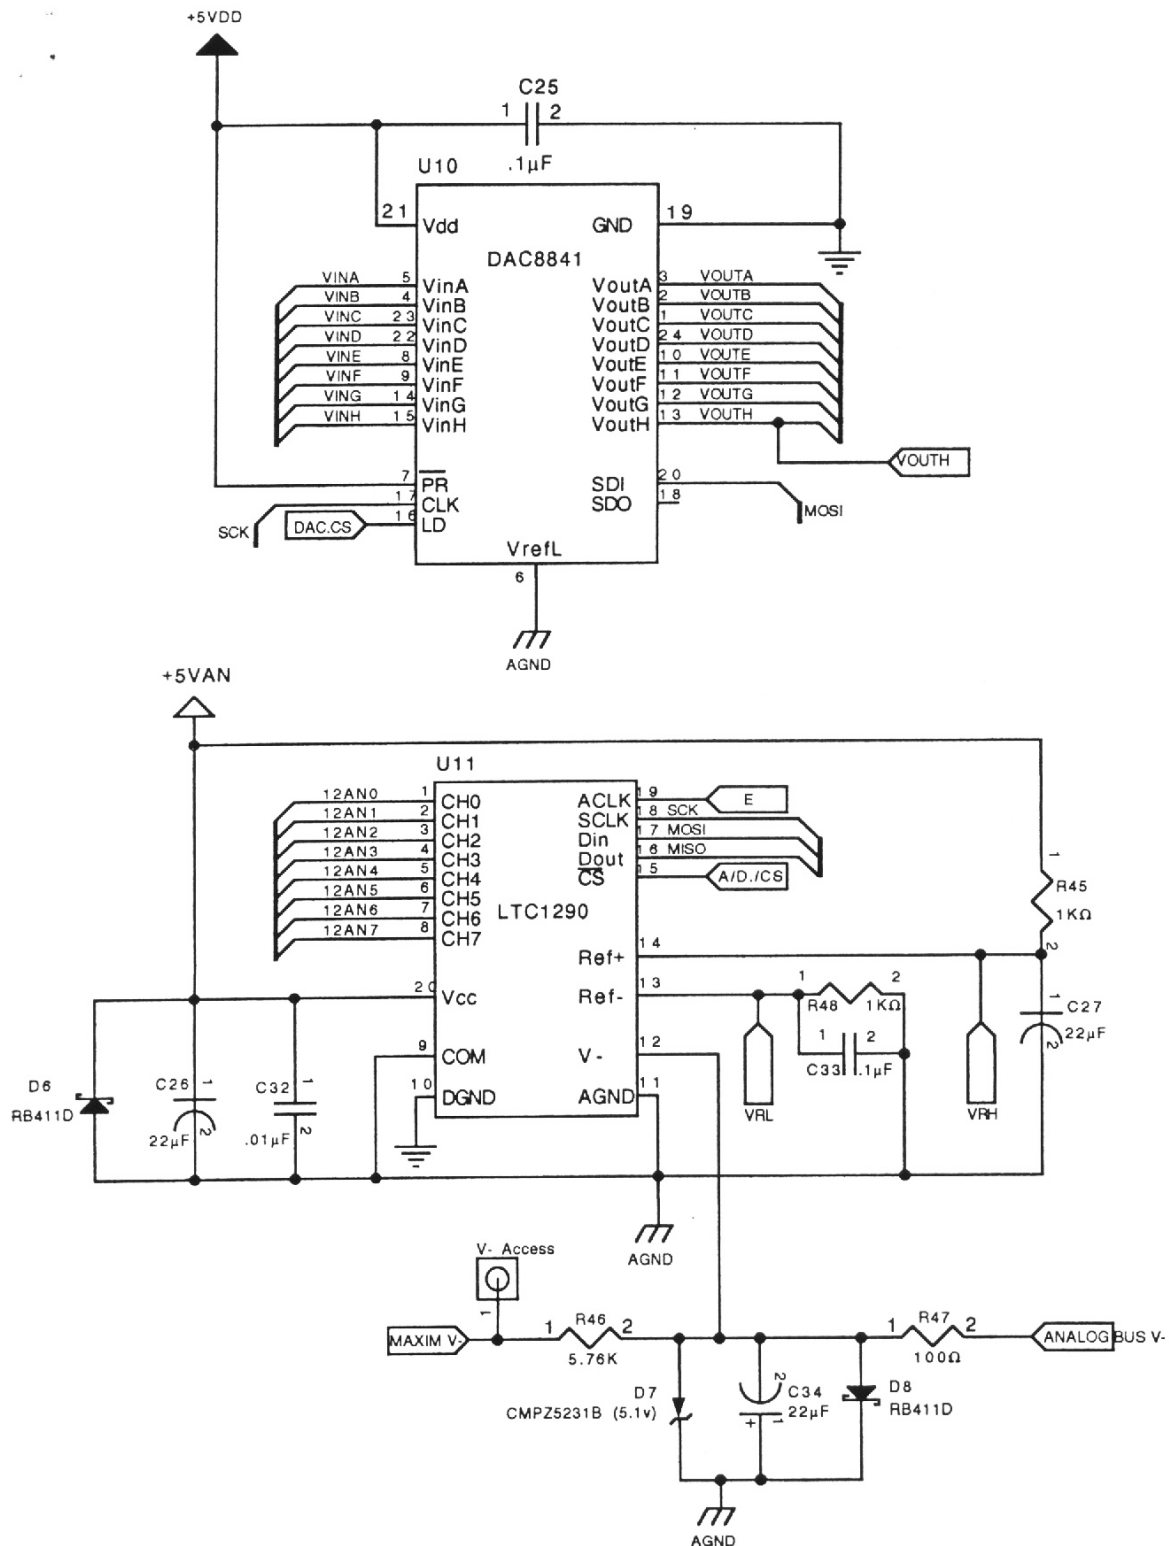 +5VDD
C25
1 2
.1µF
U10
21 Vdd GND 19
DAC8841
VINA 5 VinA VoutA 3 VOUTA
VINB 4 VinB VoutB 2 VOUTB
VINC 23 VinC VoutC 1 VOUTC
VIND 22 VinD VoutD 24 VOUTD
VINE 8 VinE VoutE 10 VOUTE
VINF 9 VinF VoutF 11 VOUTF
VING 14 VinG VoutG 12 VOUTG
VINH 15 VinH VoutH 13 VOUTH
VOUTH
7 PR SDI 20
17 CLK SDO 18
SCK DAC.CS 16 LD MOSI
VrefL
6
AGND
+5VAN
U11
12AN0 1 CH0 ACLK 19 E
12AN1 2 CH1 SCLK 18 SCK
12AN2 3 CH2 Din 17 MOSI
12AN3 4 CH3 Dout 16 MISO
12AN4 5 CH4 CS 15 A/D./CS
12AN5 6 CH5
12AN6 7 CH6 LTC1290
12AN7 8 CH7
1
R45
1KΩ
2
Ref+ 14
20 Vcc Ref- 13
1 2
R48 1KΩ
1
C27
22µF
2
9 COM V- 12
1 2
C33 .1µF
10 DGND AGND 11
VRL VRH
D6
RB411D
C26 1
22µF 2
C32 1
.01µF 2
AGND
V- Access
1
MAXIM V-
1 R46 2
5.76K
1 R47 2
100Ω
ANALOG BUS V-
D7
CMPZ5231B (5.1v)
2
C34
22µF
+ 1
D8
RB411D
AGND